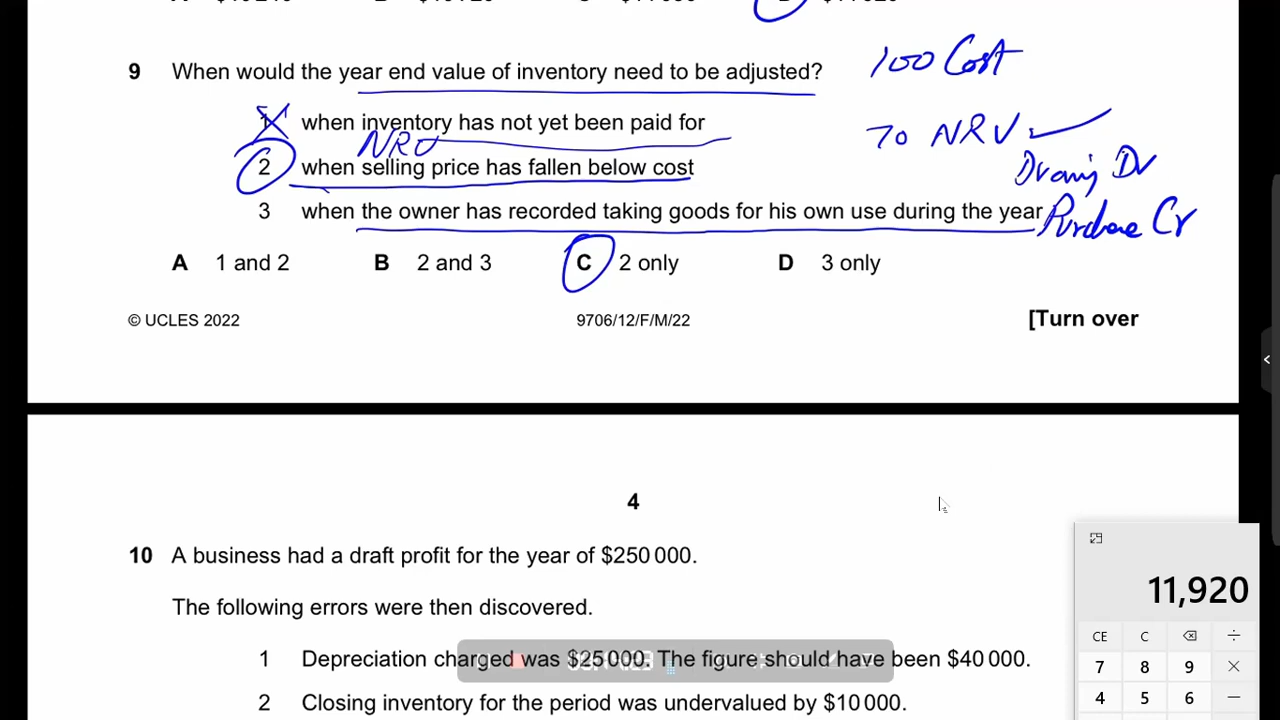 9 When would the year end value of inventory need to be adjusted?
100 Cost
1 when inventory has not yet been paid for
NRV
70 NRV
2 when selling price has fallen below cost
Drawing Dr
3 when the owner has recorded taking goods for his own use during the year
Purchase Cr
A 1 and 2 B 2 and 3 C 2 only D 3 only
© UCLES 2022 9706/12/F/M/22 [Turn over
4
10 A business had a draft profit for the year of $250 000.
The following errors were then discovered.
11,920
1 Depreciation charged was $25 000. The figure should have been $40 000.
2 Closing inventory for the period was undervalued by $10 000.
CE C ⌫ ÷
7 8 9 ×
4 5 6 −